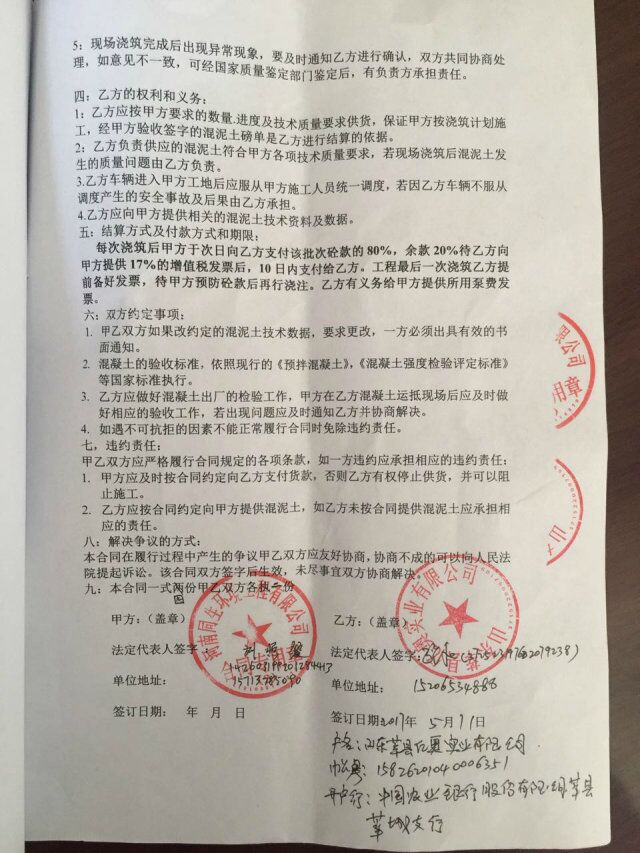 5；现场浇筑完成后出现异常现象，要及时通知乙方进行确认，双方共同协商处
理，如意见不一致，可经国家质量鉴定部门鉴定后，有负责方承担责任。
四：乙方的权利和义务：
1：乙方应按甲方要求的数量.进度及技术质量要求供货，保证甲方按浇筑计划施
工，经甲方验收签字的混泥土磅单是乙方进行结算的依据。
2；乙方负责供应的混泥土符合甲方各项技术质量要求，若现场浇筑后混泥土发
生的质量问题由乙方负责。
3.乙方车辆进入甲方工地后应服从甲方施工人员统一调度，若因乙方车辆不服从
调度产生的安全事故及后果由乙方承担。
4.乙方应向甲方提供相关的混泥土技术资料及数据。
五：结算方式及付款方式和期限：
每次浇筑后甲方于次日向乙方支付该批次砼款的80%，余款20%待乙方向
甲方提供17%的增值税发票后，10日内支付给乙方。工程最后一次浇筑乙方提
前备好发票，待甲方预防砼款后再行浇注。乙方有义务给甲方提供所用泵费发
票。
六：双方约定事项：
1. 甲乙双方如果改约定的混泥土技术数据，要求更改，一方必须出具有效的书
面通知。
2. 混凝土的验收标准，依照现行的《预拌混凝土》，《混凝土强度检验评定标准》
等国家标准执行。
3. 乙方应做好混凝土出厂的检验工作，甲方在乙方混凝土运抵现场后应及时做
好相应的验收工作，若出现问题应及时通知乙方并协商解决。
4. 如遇不可抗拒的因素不能正常履行合同时免除违约责任。
七，违约责任：
甲乙双方应严格履行合同规定的各项条款，如一方违约应承担相应的违约责任；
1. 甲方应及时按合同约定向乙方支付货款，否则乙方有权停止供货，并可以阻
止施工。
2. 乙方应按合同约定向甲方提供混泥土，如乙方未按合同提供混泥土应承担相
应的责任。
八：解决争议的方式：
本合同在履行过程中产生的争议甲乙双方应友好协商，协商不成的可以向人民法
院提起诉讼。该合同双方签字后生效，未尽事宜双方协商解决。
九：本合同一式两份甲乙双方各执一份
甲方：（盖章） 乙方：（盖章）
法定代表人签字： 法定代表人签字：
单位地址： 15713785090 单位地址： 15206534888
签订日期： 年 月 日 签订日期2017年 5月11日
户名：山东莘县 实业有限公司
帐号：15826201040006351
开户行：中国农业银行股份有限公司莘县
莘城支行
实业有限公司
合同专用章
公司
用章
山东